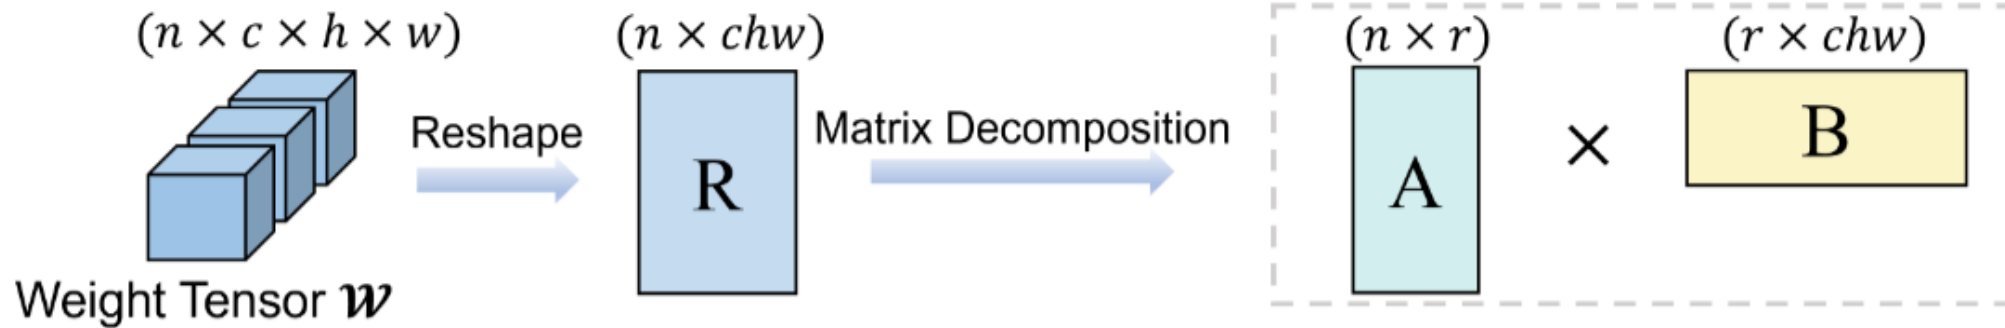 (n × c × h × w)
Weight Tensor 𝓦
Reshape
(n × chw)
R
Matrix Decomposition
(n × r)
A
×
(r × chw)
B